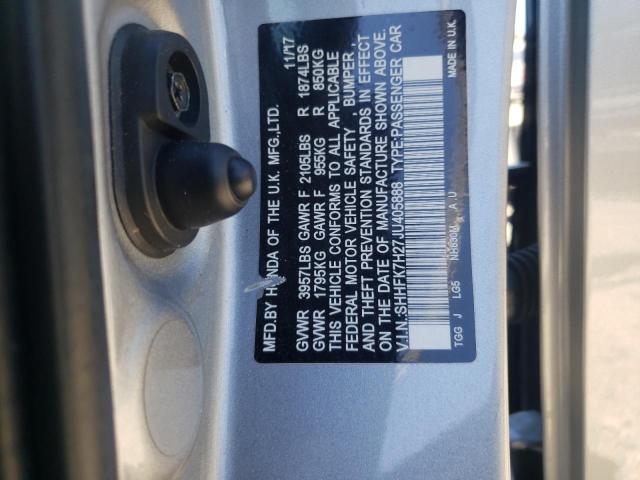 MFD.BY HONDA OF THE U.K. MFG.,LTD. 11/17
GVWR 3957LBS GAWR F 2105LBS R 1874LBS
GVWR 1795KG GAWR F 955KG R 850KG
THIS VEHICLE CONFORMS TO ALL APPLICABLE
FEDERAL MOTOR VEHICLE SAFETY , BUMPER ,
AND THEFT PREVENTION STANDARDS IN EFFECT
ON THE DATE OF MANUFACTURE SHOWN ABOVE.
V.I.N.:SHHFK7H27JU405888 TYPE:PASSENGER CAR
TGG J LG5 NH830M A U
MADE IN U.K.